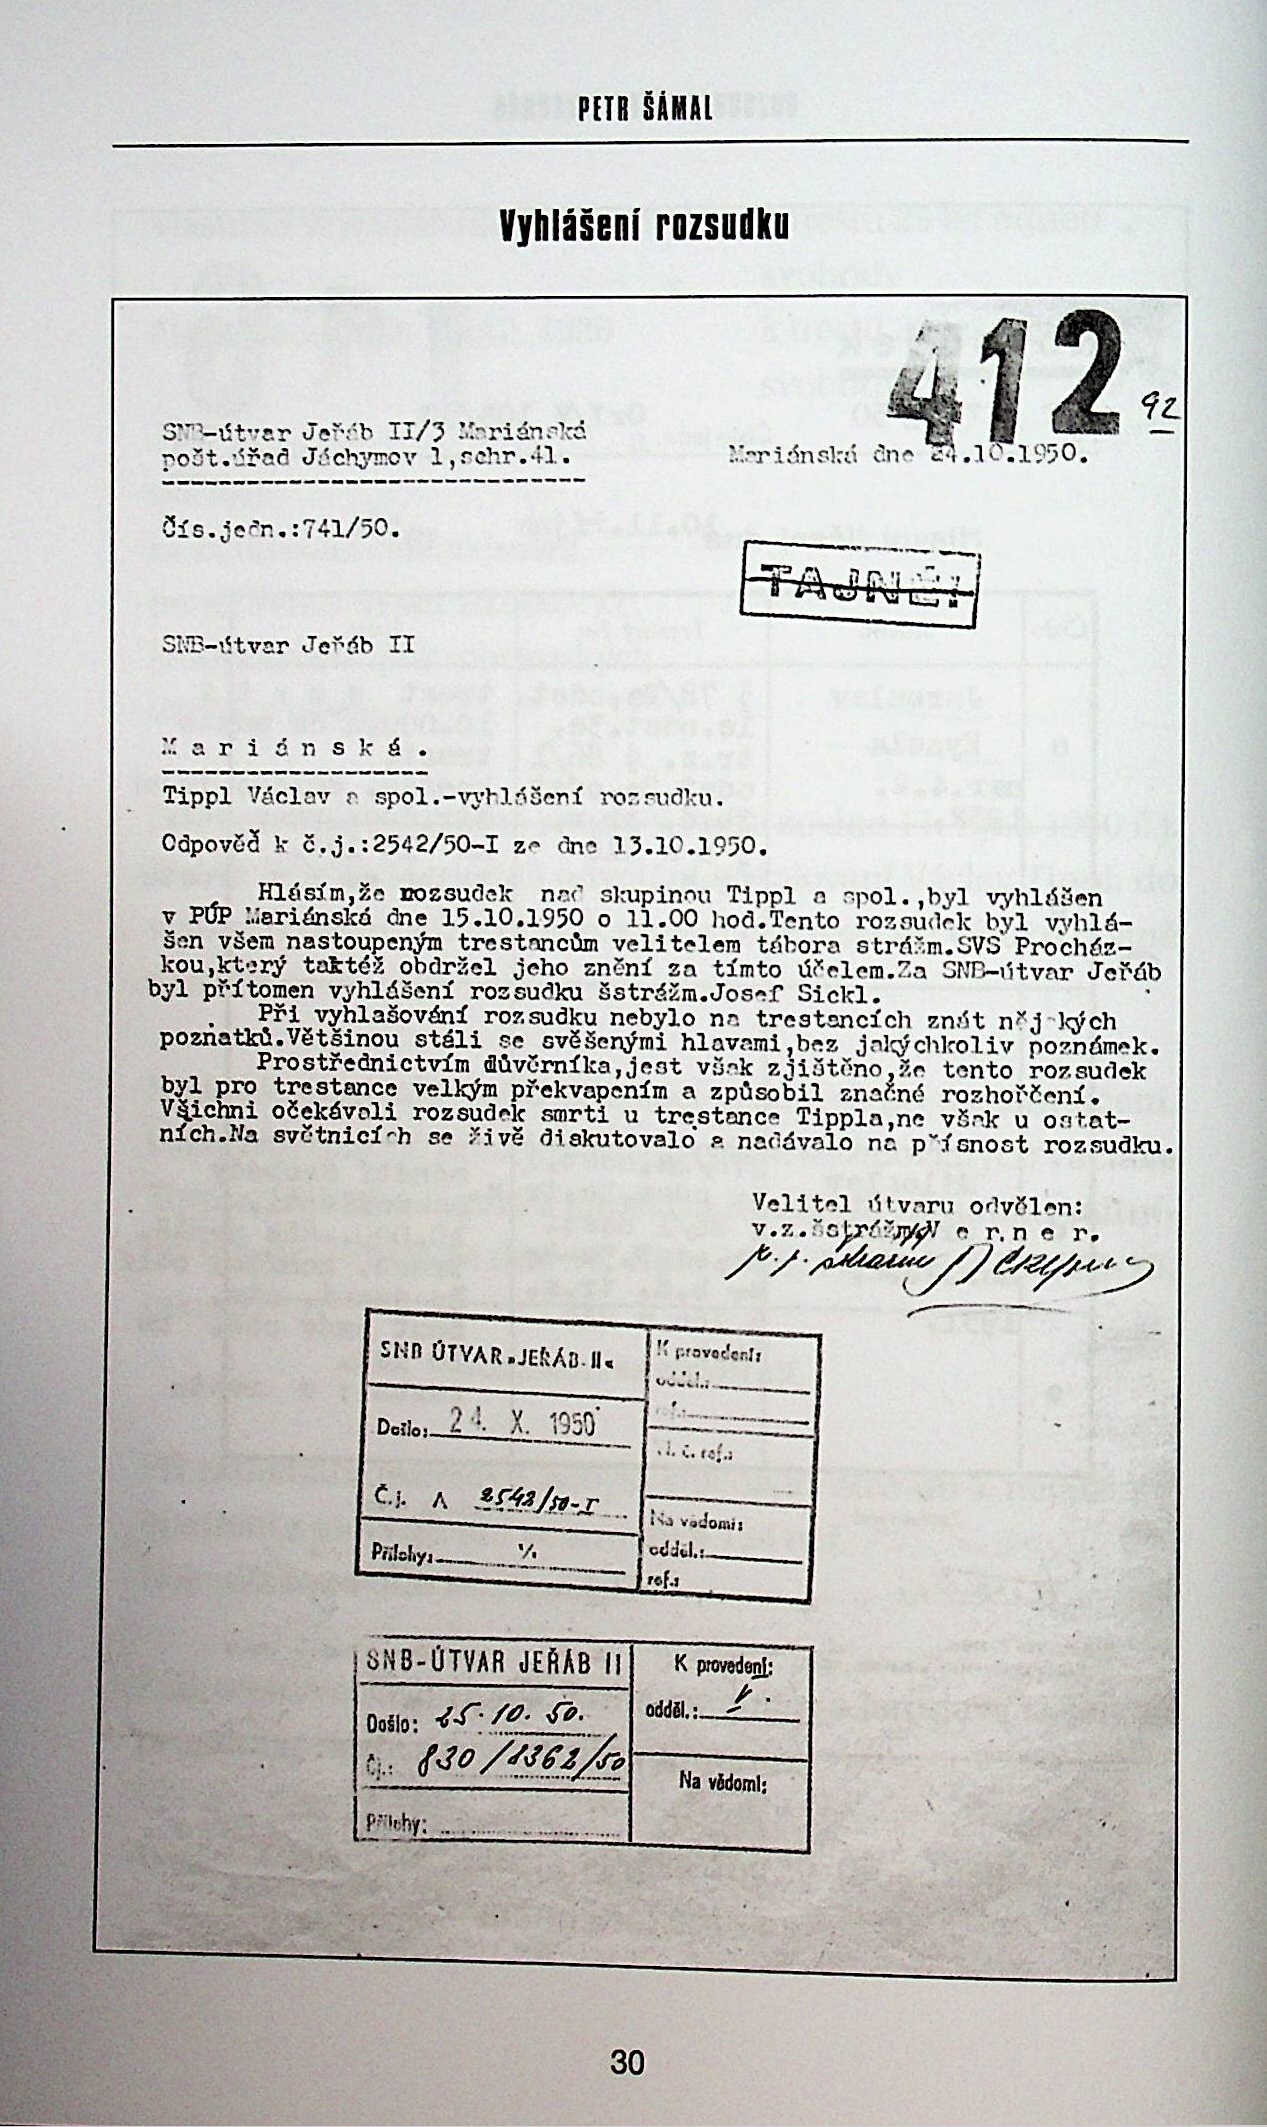 PETR ŠÁMAL
Vyhlášení rozsudku
412
92
SNB-útvar Jeřáb II/3 Mariánská
pošt.úřad Jáchymov 1,schr.41.
Mariánská dne 24.10.1950.
Čís.jedn.:741/50.
TAJNÉ!
SNB-útvar Jeřáb II
M a r i á n s k á .
Tippl Václav a spol.-vyhlášení rozsudku.
Odpověď k č.j.:2542/50-I ze dne 13.10.1950.
Hlásím,že rozsudek nad skupinou Tippl a spol.,byl vyhlášen
v PÚP Mariánská dne 15.10.1950 o 11.00 hod.Tento rozsudek byl vyhlá-
šen všem nastoupeným trestancům velitelem tábora strážm.SVS Procház-
kou,který taktéž obdržel jeho znění za tímto účelem.Za SNB-útvar Jeřáb
byl přítomen vyhlášení rozsudku šstrážm.Josef Sickl.
Při vyhlašování rozsudku nebylo na trestancích znát nějakých
poznatků.Většinou stáli se svěšenými hlavami,bez jakýchkoliv poznámek.
Prostřednictvím důvěrníka,jest však zjištěno,že tento rozsudek
byl pro trestance velkým překvapením a způsobil značné rozhořčení.
Všichni očekávali rozsudek smrti u trestance Tippla,ne však u ostat-
ních.Na světnicích se živě diskutovalo a nadávalo na přísnost rozsudku.
Velitel útvaru odvělen:
v.z.šstrážm.W e r n e r.
SNB ÚTVAR „JEŘÁB-II"
K provedení:
odděl.:
ref.:
Došlo: 24. X. 1950
č. ref.:
Č.j. A 2542/50-I
Na vědomí:
Přílohy: ./.
odděl.:
ref.:
SNB-ÚTVAR JEŘÁB II
K provedení:
Došlo: 25.10.50.
odděl.: V.
Čj.: 830/1362/50
Na vědomí:
Přílohy:
30